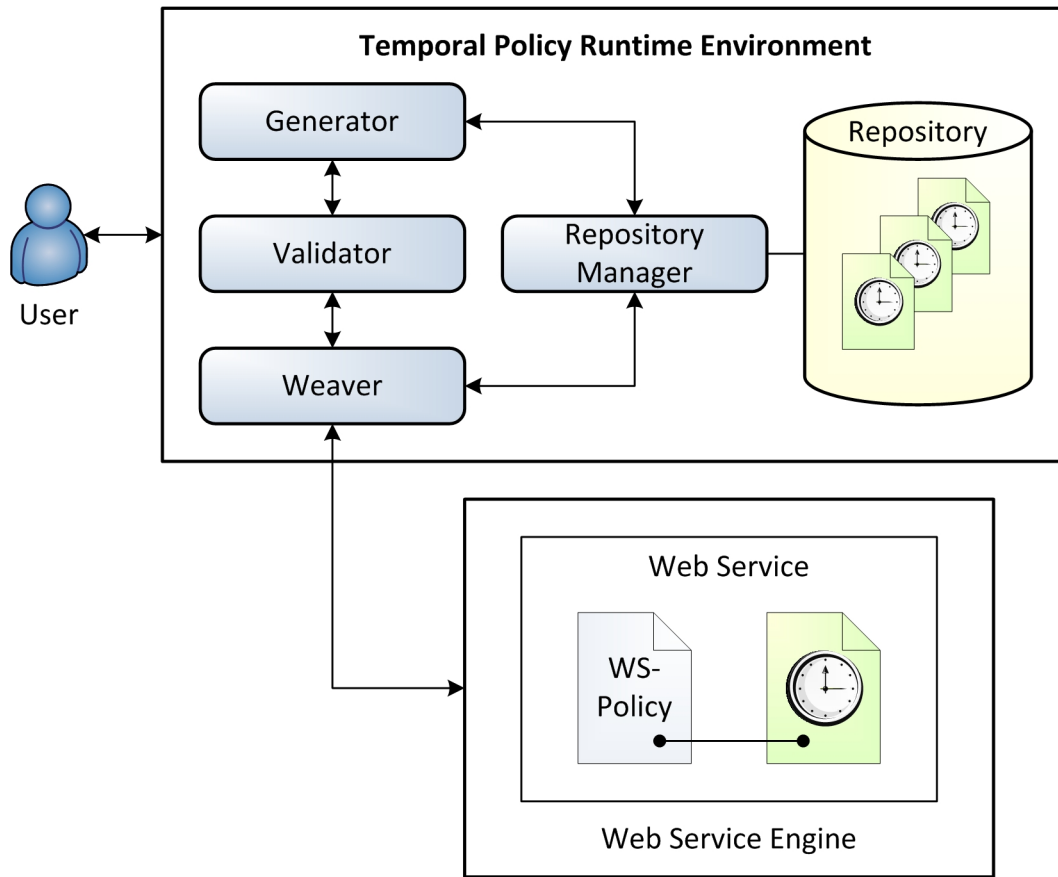 Temporal Policy Runtime Environment
Generator
Repository
Validator
Repository
Manager
User
Weaver
Web Service
WS-
Policy
Web Service Engine